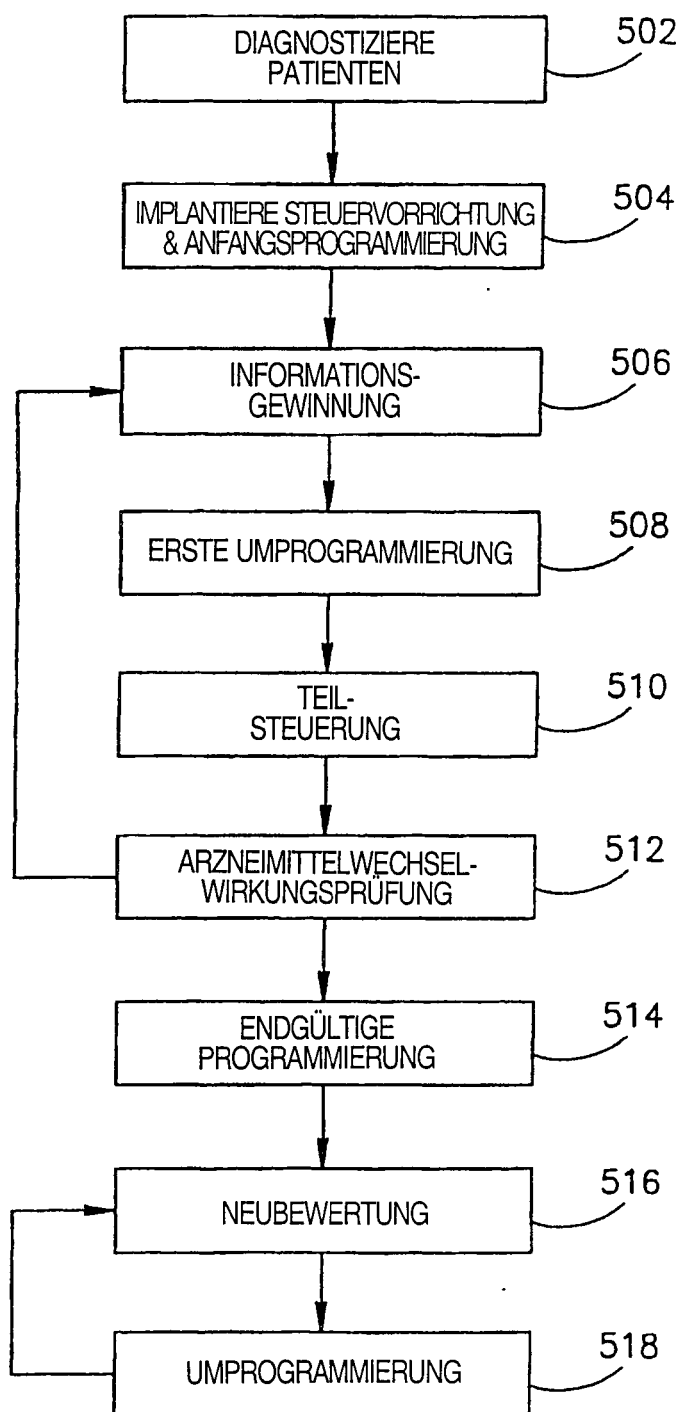 DIAGNOSTIZIERE
PATIENTEN
502
IMPLANTIERE STEUERVORRICHTUNG
& ANFANGSPROGRAMMIERUNG
504
INFORMATIONS-
GEWINNUNG
506
ERSTE UMPROGRAMMIERUNG
508
TEIL-
STEUERUNG
510
ARZNEIMITTELWECHSEL-
WIRKUNGSPRÜFUNG
512
ENDGÜLTIGE
PROGRAMMIERUNG
514
NEUBEWERTUNG
516
UMPROGRAMMIERUNG
518